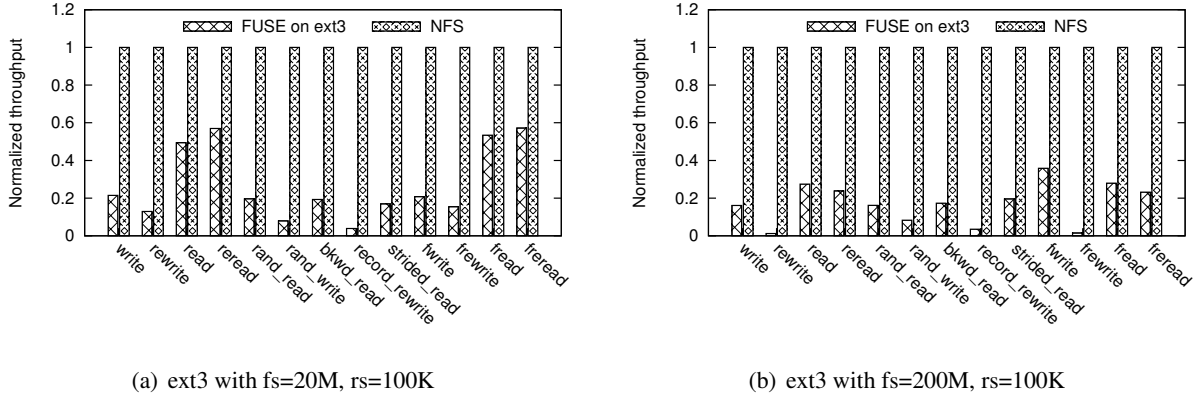 FUSE on ext3 NFS
Normalized throughput
1.2
1
0.8
0.6
0.4
0.2
0
write
rewrite
read
reread
rand_read
rand_write
bkwd_read
record_rewrite
strided_read
fwrite
frewrite
fread
freread
(a) ext3 with fs=20M, rs=100K
FUSE on ext3 NFS
Normalized throughput
1.2
1
0.8
0.6
0.4
0.2
0
write
rewrite
read
reread
rand_read
rand_write
bkwd_read
record_rewrite
strided_read
fwrite
frewrite
fread
freread
(b) ext3 with fs=200M, rs=100K